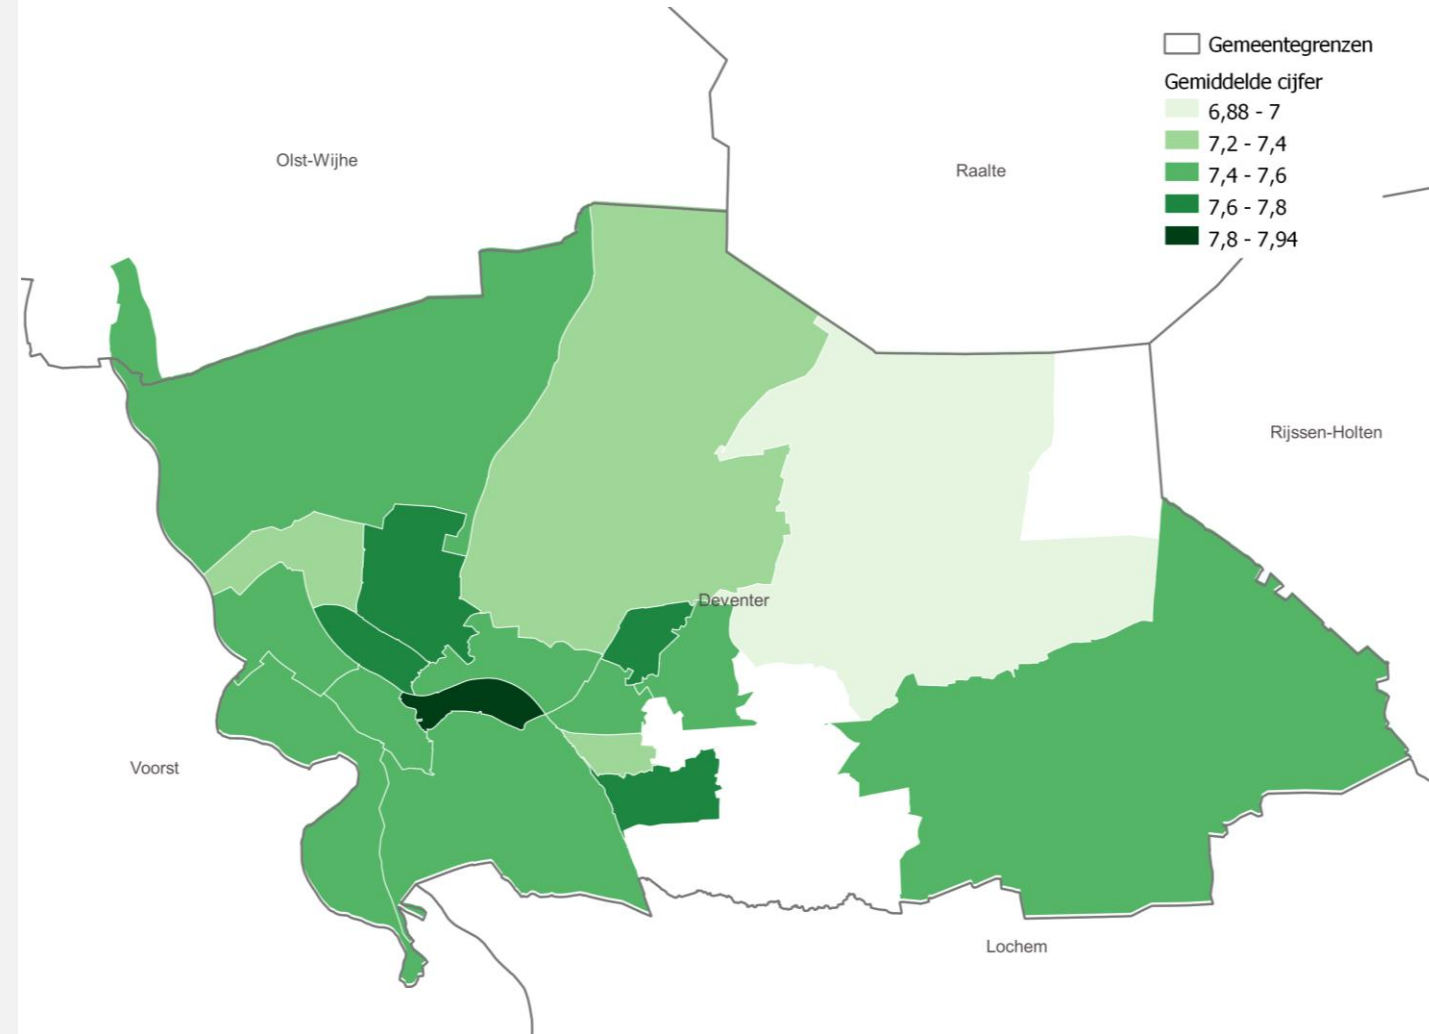 Gemeentegrenzen
Gemiddelde cijfer
6,88 - 7
7,2 - 7,4
7,4 - 7,6
7,6 - 7,8
7,8 - 7,94
Olst-Wijhe
Raalte
Rijssen-Holten
Deventer
Voorst
Lochem